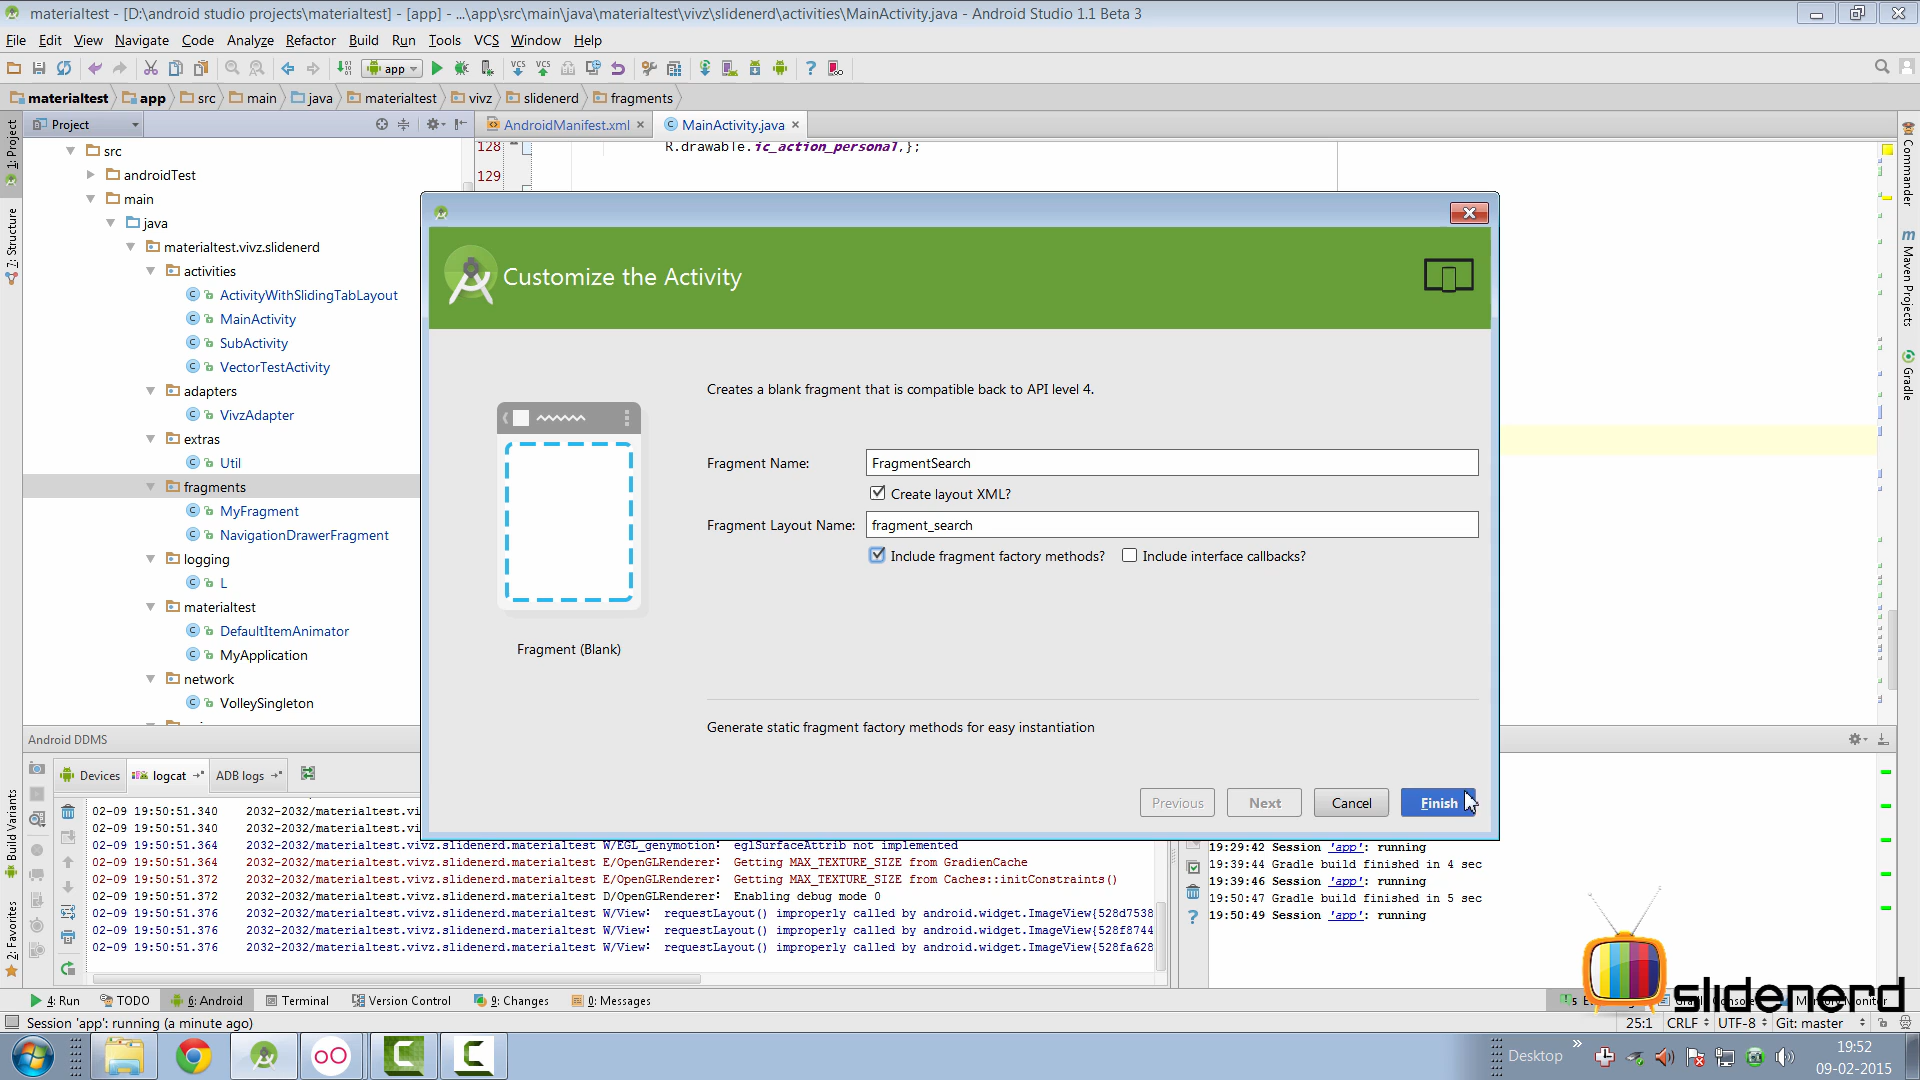 materialtest - [D:\android studio projects\materialtest] - [app] - ...\app\src\main\java\materialtest\vivz\slidenerd\activities\MainActivity.java - Android Studio 1.1 Beta 3
File Edit View Navigate Code Analyze Refactor Build Run Tools VCS Window Help
app
materialtest app src main java materialtest vivz slidenerd fragments
Project
AndroidManifest.xml
MainActivity.java
1: Project
7: Structure
Build Variants
2: Favorites
Commander
Maven Projects
Gradle
src
androidTest
main
java
materialtest.vivz.slidenerd
activities
ActivityWithSlidingTabLayout
MainActivity
SubActivity
VectorTestActivity
adapters
VivzAdapter
extras
Util
fragments
MyFragment
NavigationDrawerFragment
logging
L
materialtest
DefaultItemAnimator
MyApplication
network
VolleySingleton
128 R.drawable.ic_action_personal,};
129
Customize the Activity
Creates a blank fragment that is compatible back to API level 4.
Fragment Name: FragmentSearch
Create layout XML?
Fragment Layout Name: fragment_search
Include fragment factory methods? Include interface callbacks?
Fragment (Blank)
Generate static fragment factory methods for easy instantiation
Previous Next Cancel Finish
Android DDMS
Devices logcat ADB logs
02-09 19:50:51.340 2032-2032/materialtest.vi
02-09 19:50:51.340 2032-2032/materialtest.vi
02-09 19:50:51.364 2032-2032/materialtest.vivz.slidenerd.materialtest W/EGL_genymotion: eglSurfaceAttrib not implemented
02-09 19:50:51.364 2032-2032/materialtest.vivz.slidenerd.materialtest E/OpenGLRenderer: Getting MAX_TEXTURE_SIZE from GradienCache
02-09 19:50:51.372 2032-2032/materialtest.vivz.slidenerd.materialtest E/OpenGLRenderer: Getting MAX_TEXTURE_SIZE from Caches::initConstraints()
02-09 19:50:51.372 2032-2032/materialtest.vivz.slidenerd.materialtest D/OpenGLRenderer: Enabling debug mode 0
02-09 19:50:51.376 2032-2032/materialtest.vivz.slidenerd.materialtest W/View: requestLayout() improperly called by android.widget.ImageView{528d7538
02-09 19:50:51.376 2032-2032/materialtest.vivz.slidenerd.materialtest W/View: requestLayout() improperly called by android.widget.ImageView{528f8744
02-09 19:50:51.376 2032-2032/materialtest.vivz.slidenerd.materialtest W/View: requestLayout() improperly called by android.widget.ImageView{528fa628
19:29:42 Session 'app': running
19:39:44 Gradle build finished in 4 sec
19:39:46 Session 'app': running
19:50:47 Gradle build finished in 5 sec
19:50:49 Session 'app': running
slidenerd
4: Run TODO 6: Android Terminal Version Control 9: Changes 0: Messages
Session 'app': running (a minute ago)
25:1 CRLF UTF-8 Git: master
Desktop
19:52
09-02-2015